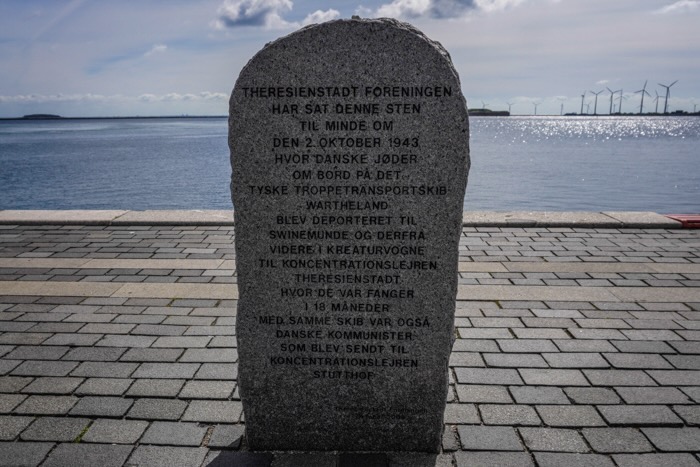 THERESIENSTADT FORENINGEN
HAR SAT DENNE STEN
TIL MINDE OM
DEN 2. OKTOBER 1943
HVOR DANSKE JØDER
OM BORD PÅ DET
TYSKE TROPPETRANSPORTSKIB
WARTHELAND
BLEV DEPORTERET TIL
SWINEMUNDE OG DERFRA
VIDERE I KREATURVOGNE
TIL KONCENTRATIONSLEJREN
THERESIENSTADT
HVOR DE VAR FANGER
I 18 MÅNEDER
MED SAMME SKIB VAR OGSÅ
DANSKE KOMMUNISTER
SOM BLEV SENDT TIL
KONCENTRATIONSLEJREN
STUTTHOF